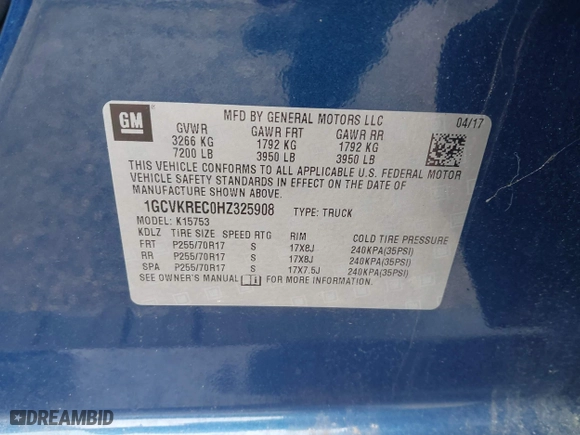 GM
MFD BY GENERAL MOTORS LLC
04/17
GVWR GAWR FRT GAWR RR
3266 KG 1792 KG 1792 KG
7200 LB 3950 LB 3950 LB
THIS VEHICLE CONFORMS TO ALL APPLICABLE U.S. FEDERAL MOTOR
VEHICLE SAFETY STANDARDS IN EFFECT ON THE DATE OF
MANUFACTURE SHOWN ABOVE.
1GCVKREC0HZ325908 TYPE: TRUCK
MODEL: K15753
KDLZ TIRE SIZE SPEED RTG RIM COLD TIRE PRESSURE
FRT P255/70R17 S 17X8J 240KPA(35PSI)
RR P255/70R17 S 17X8J 240KPA(35PSI)
SPA P255/70R17 S 17X7.5J 240KPA(35PSI)
SEE OWNER'S MANUAL FOR MORE INFORMATION.
DREAMBID